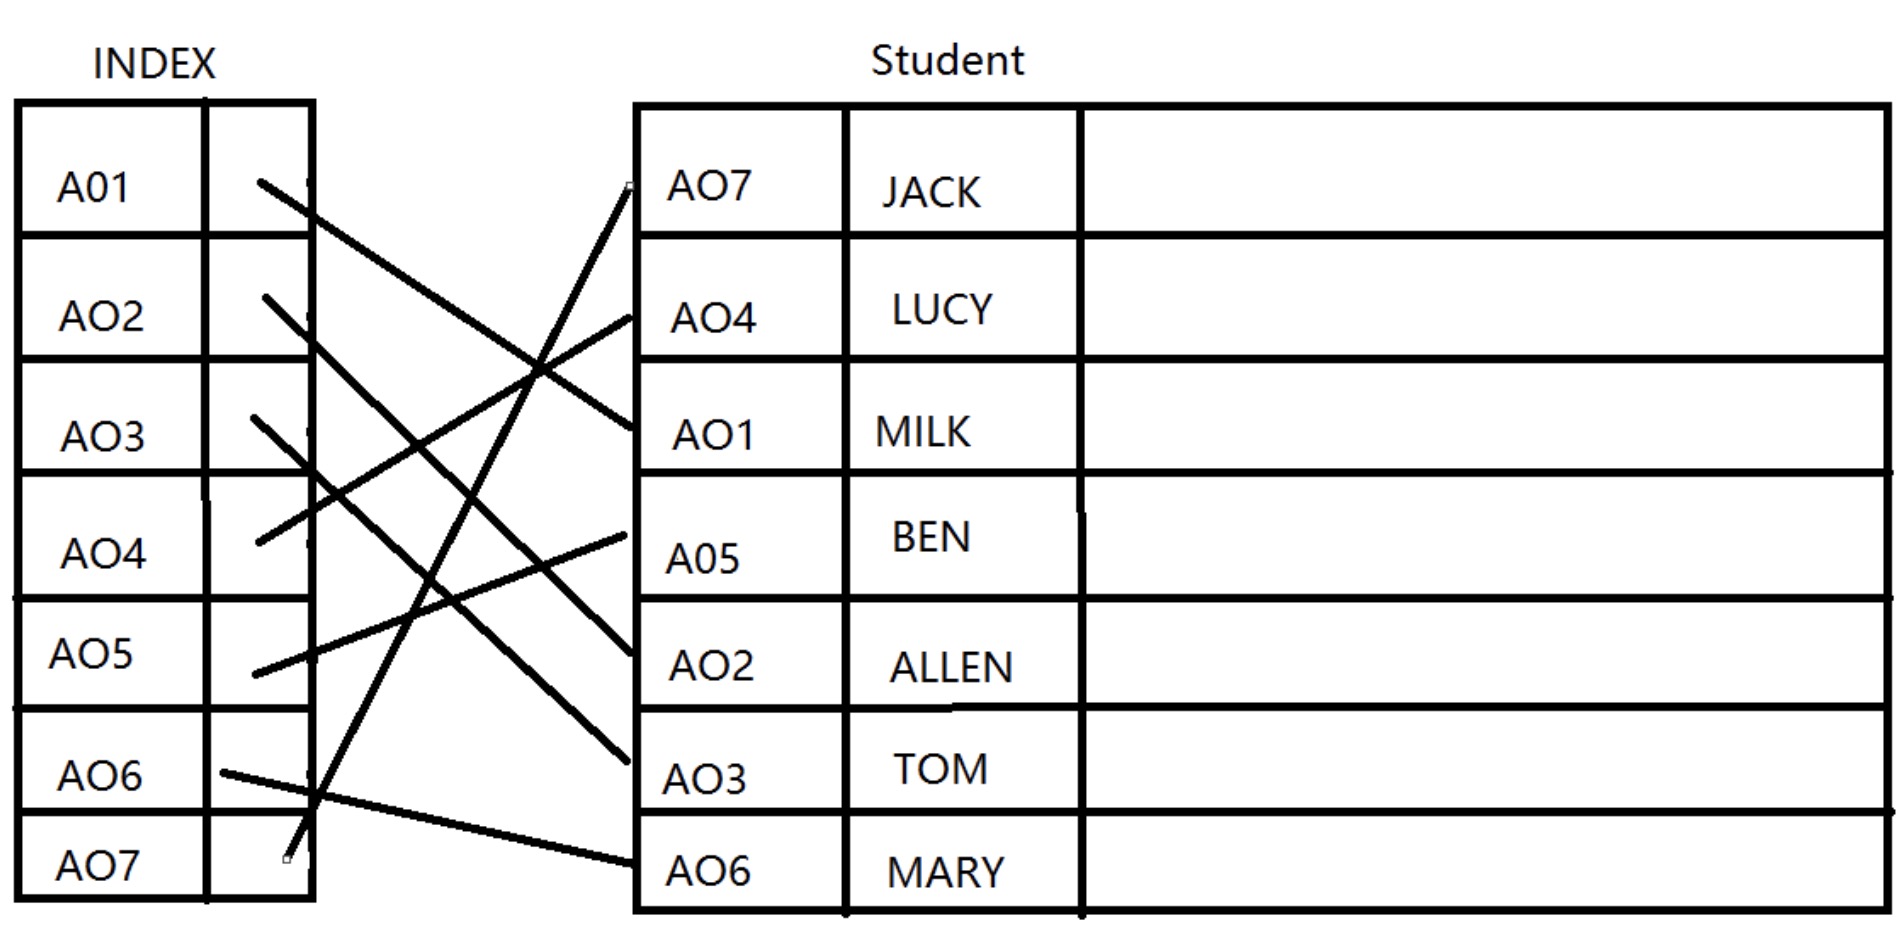 INDEX Student
A01 AO7 JACK
AO2 AO4 LUCY
AO3 AO1 MILK
AO4 A05 BEN
AO5 AO2 ALLEN
AO6 AO3 TOM
AO7 AO6 MARY